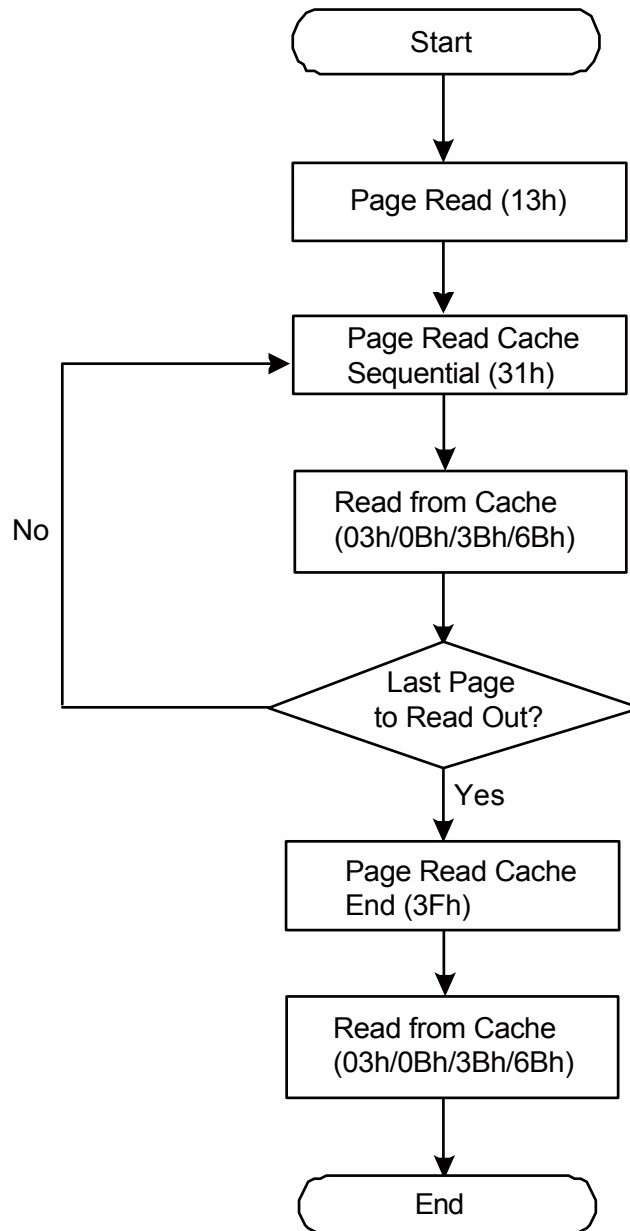 Start
Page Read (13h)
Page Read Cache
Sequential (31h)
Read from Cache
(03h/0Bh/3Bh/6Bh)
No
Last Page
to Read Out?
Yes
Page Read Cache
End (3Fh)
Read from Cache
(03h/0Bh/3Bh/6Bh)
End